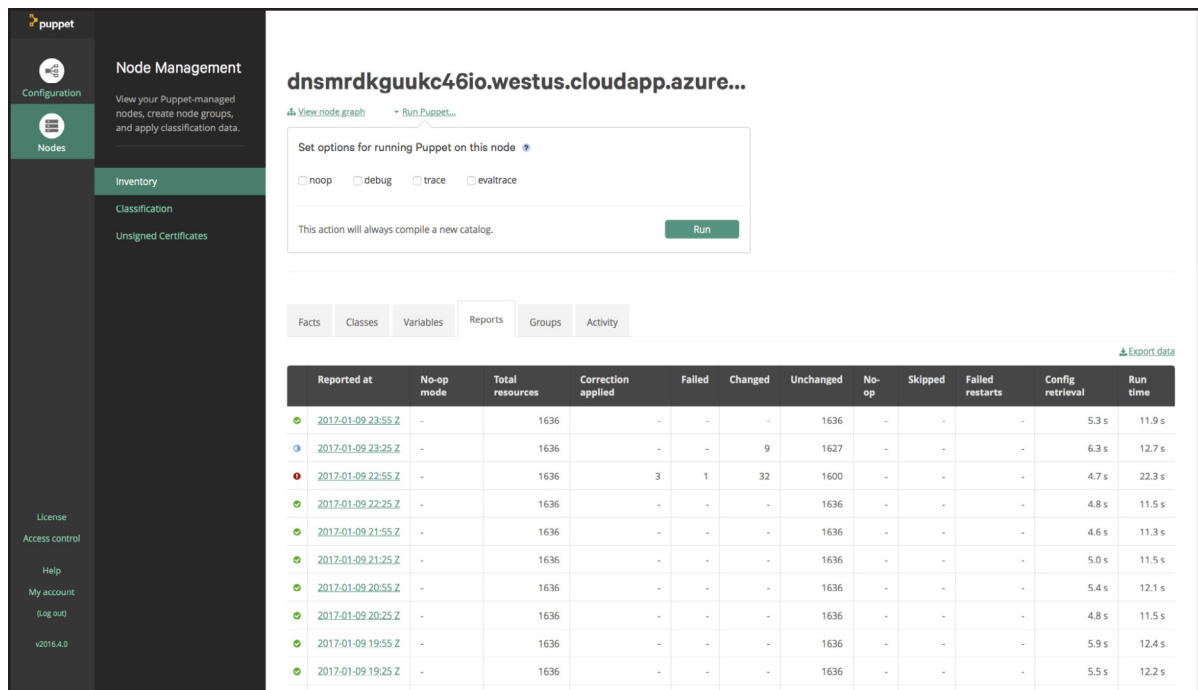 puppet
Configuration
Nodes
License
Access control
Help
My account
(Log out)
v2016.4.0
Node Management
View your Puppet-managed
nodes, create node groups,
and apply classification data.
Inventory
Classification
Unsigned Certificates
dnsmrdkguukc46io.westus.cloudapp.azure...
View node graph Run Puppet...
Set options for running Puppet on this node ?
noop debug trace evaltrace
This action will always compile a new catalog. Run
Facts Classes Variables Reports Groups Activity
Export data
Reported at No-op mode Total resources Correction applied Failed Changed Unchanged No-op Skipped Failed restarts Config retrieval Run time
2017-01-09 23:55 Z - 1636 - - - 1636 - - - 5.3 s 11.9 s
2017-01-09 23:25 Z - 1636 - - 9 1627 - - - 6.3 s 12.7 s
2017-01-09 22:55 Z - 1636 3 1 32 1600 - - - 4.7 s 22.3 s
2017-01-09 22:25 Z - 1636 - - - 1636 - - - 4.8 s 11.5 s
2017-01-09 21:55 Z - 1636 - - - 1636 - - - 4.6 s 11.3 s
2017-01-09 21:25 Z - 1636 - - - 1636 - - - 5.0 s 11.5 s
2017-01-09 20:55 Z - 1636 - - - 1636 - - - 5.4 s 12.1 s
2017-01-09 20:25 Z - 1636 - - - 1636 - - - 4.8 s 11.5 s
2017-01-09 19:55 Z - 1636 - - - 1636 - - - 5.9 s 12.4 s
2017-01-09 19:25 Z - 1636 - - - 1636 - - - 5.5 s 12.2 s